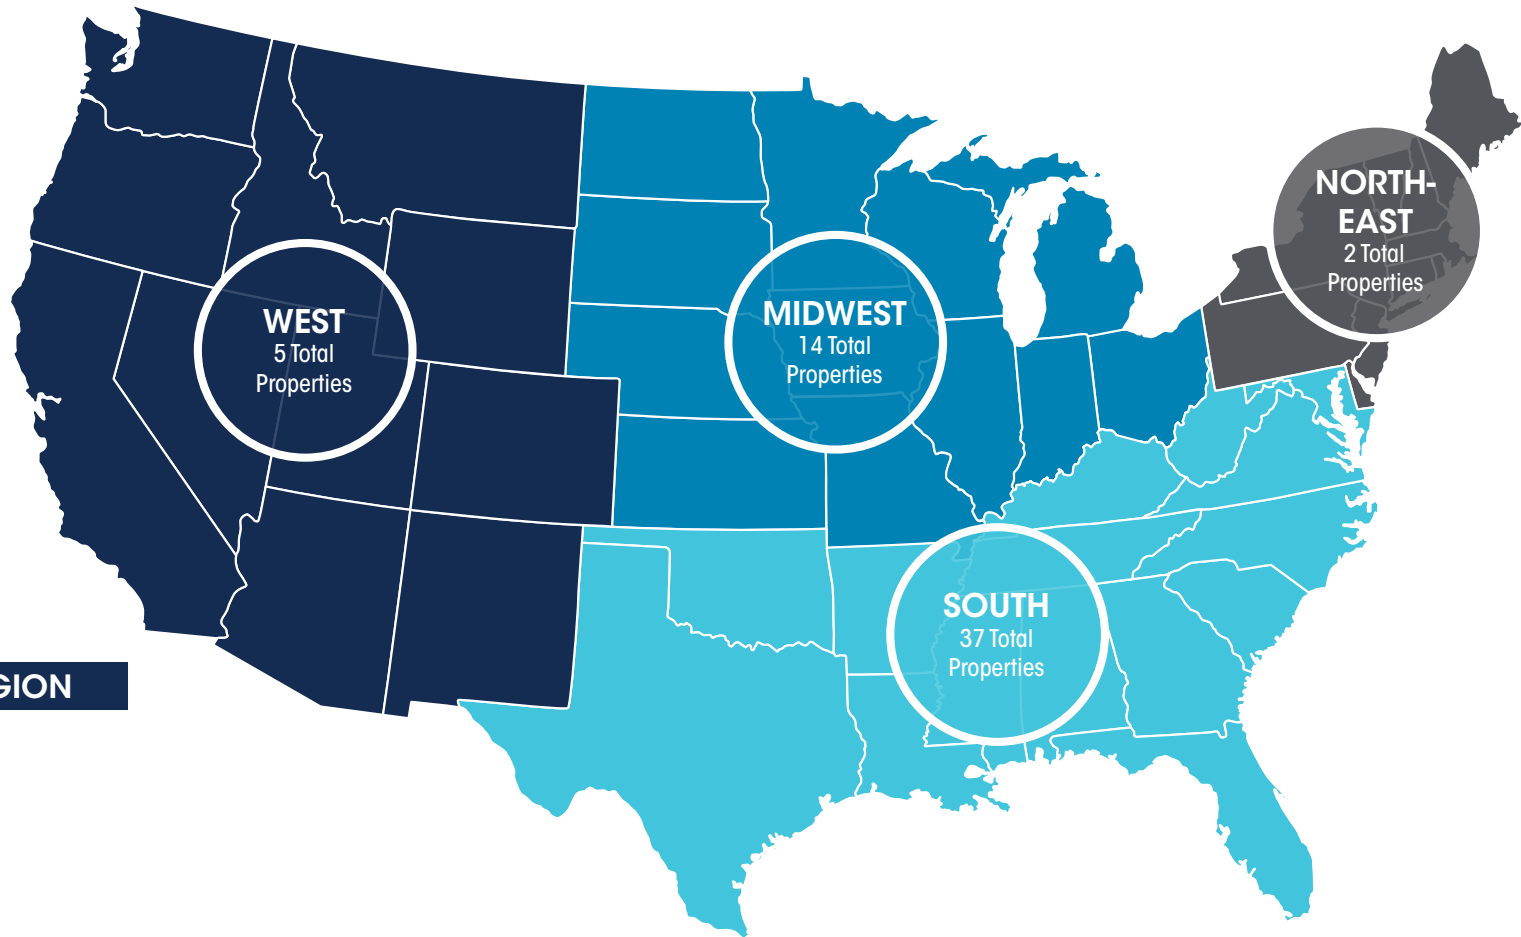 NORTH-
EAST
2 Total
Properties
WEST
5 Total
Properties
MIDWEST
14 Total
Properties
SOUTH
37 Total
Properties
GION